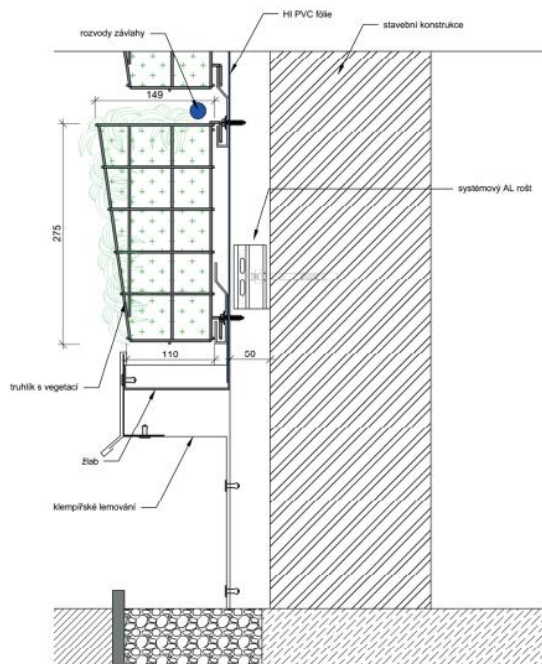 HI PVC fólie
stavební konstrukce
rozvody závlahy
149
275
systémový AL rošt
110
50
truhlík s vegetací
žlab
klempířské lemování